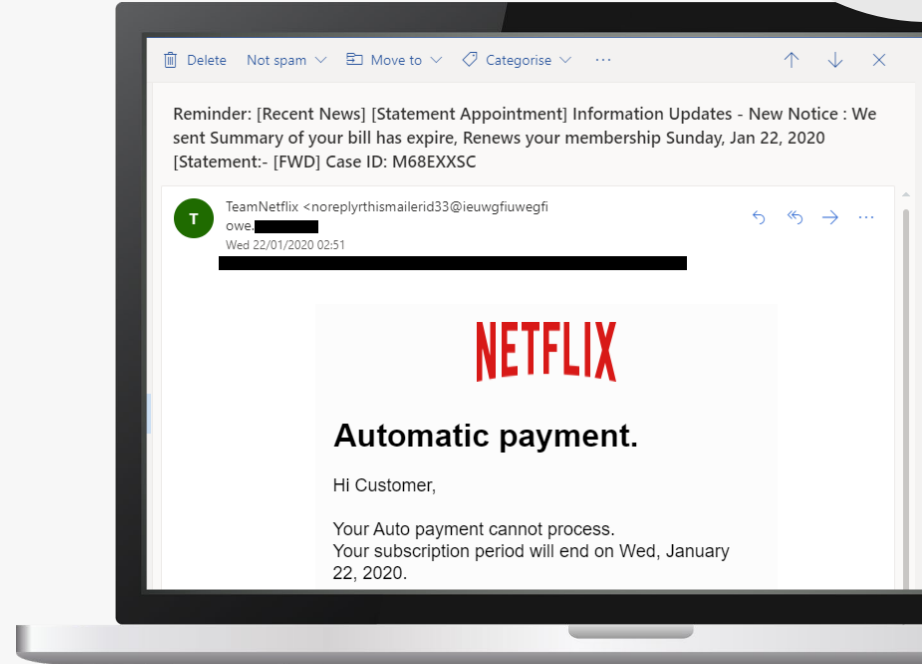 Delete Not spam Move to Categorise ...
Reminder: [Recent News] [Statement Appointment] Information Updates - New Notice : We
sent Summary of your bill has expire, Renews your membership Sunday, Jan 22, 2020
[Statement:- [FWD] Case ID: M68EXXSC
T
TeamNetflix <noreplyrthismailerid33@ieuwgfiuwegfi
owe.
Wed 22/01/2020 02:51
NETFLIX
Automatic payment.
Hi Customer,
Your Auto payment cannot process.
Your subscription period will end on Wed, January
22, 2020.